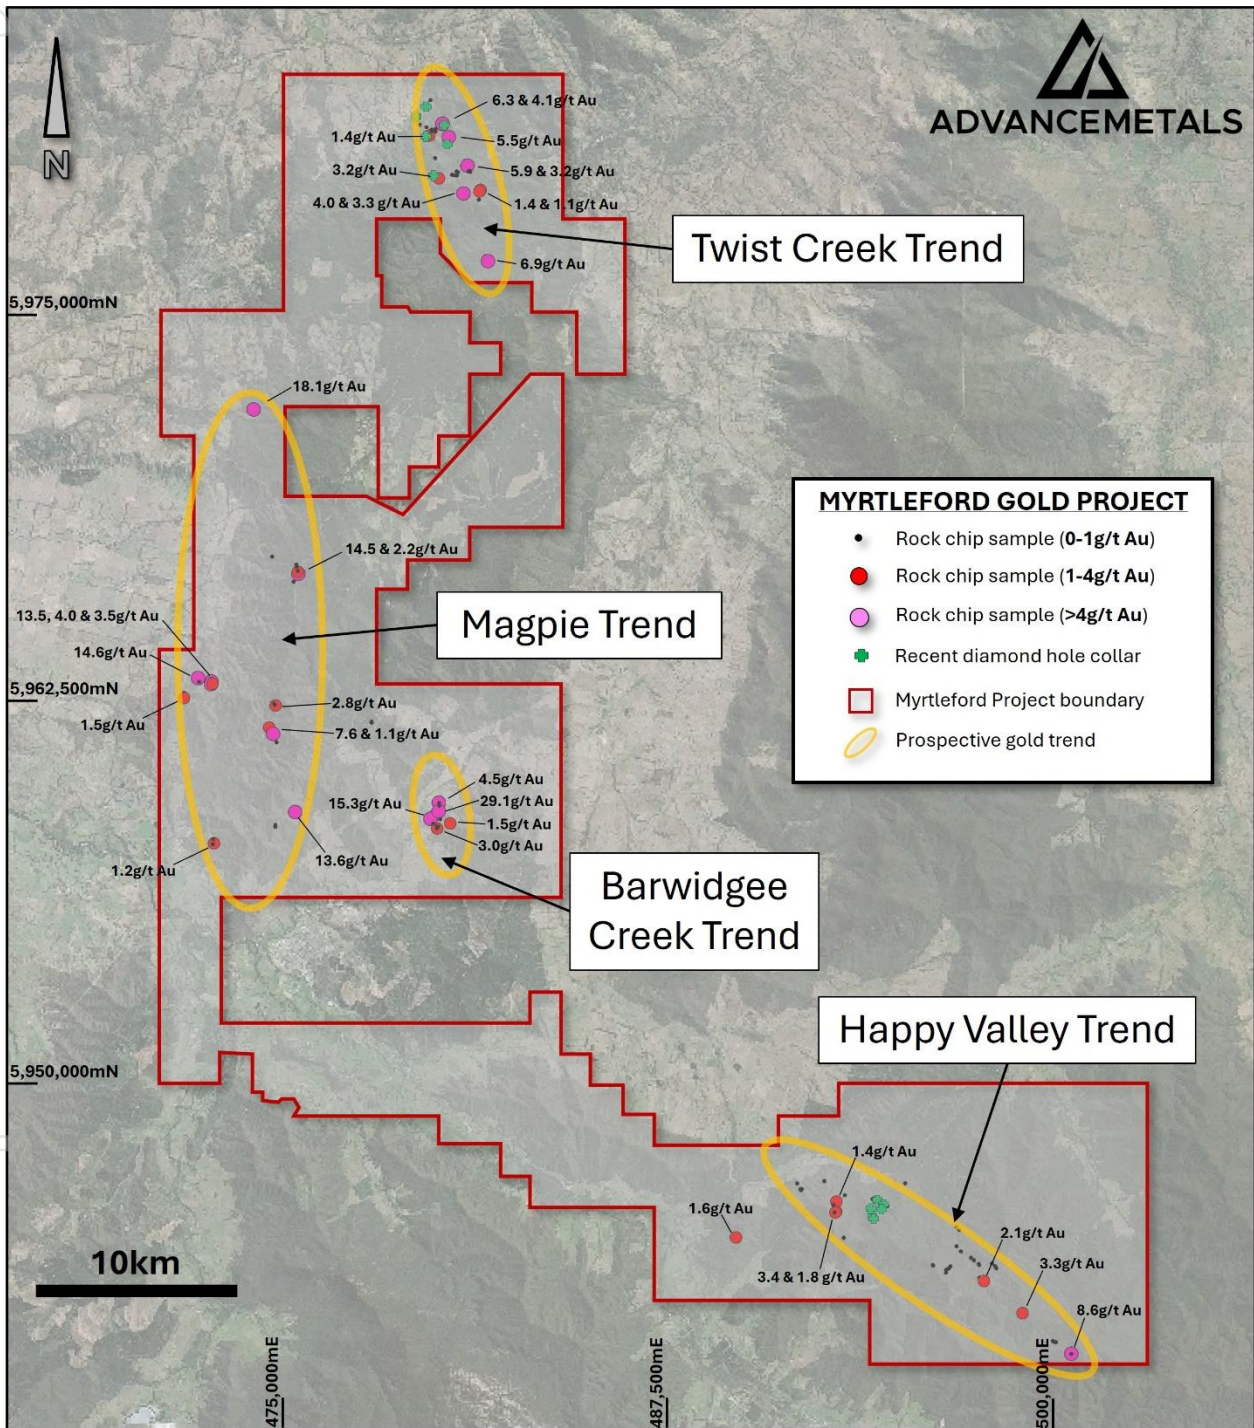 N
ADVANCEMETALS
6.3 & 4.1g/t Au
1.4g/t Au
5.5g/t Au
3.2g/t Au
5.9 & 3.2g/t Au
4.0 & 3.3 g/t Au
1.4 & 1.1g/t Au
Twist Creek Trend
6.9g/t Au
5,975,000mN
18.1g/t Au
MYRTLEFORD GOLD PROJECT
Rock chip sample (0-1g/t Au)
Rock chip sample (1-4g/t Au)
Rock chip sample (>4g/t Au)
Recent diamond hole collar
Myrtleford Project boundary
Prospective gold trend
14.5 & 2.2g/t Au
13.5, 4.0 & 3.5g/t Au
Magpie Trend
14.6g/t Au
5,962,500mN
1.5g/t Au
2.8g/t Au
7.6 & 1.1g/t Au
4.5g/t Au
15.3g/t Au
29.1g/t Au
1.5g/t Au
3.0g/t Au
13.6g/t Au
1.2g/t Au
Barwidgee
Creek Trend
Happy Valley Trend
5,950,000mN
1.4g/t Au
1.6g/t Au
2.1g/t Au
3.4 & 1.8 g/t Au
3.3g/t Au
10km
8.6g/t Au
475,000mE
487,500mE
500,000mE